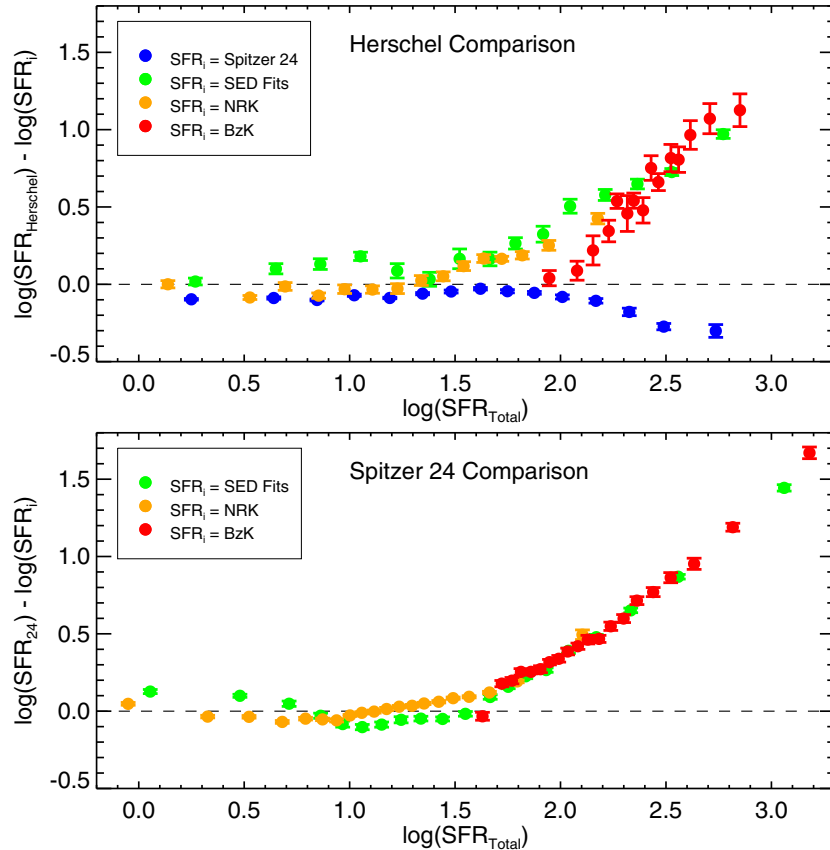 Herschel Comparison
SFR_i = Spitzer 24
SFR_i = SED Fits
SFR_i = NRK
SFR_i = BzK
log(SFR_Herschel) - log(SFR_i)
1.5
1.0
0.5
0.0
-0.5
0.0 0.5 1.0 1.5 2.0 2.5 3.0
log(SFR_Total)
Spitzer 24 Comparison
SFR_i = SED Fits
SFR_i = NRK
SFR_i = BzK
log(SFR_24) - log(SFR_i)
1.5
1.0
0.5
0.0
-0.5
0.0 0.5 1.0 1.5 2.0 2.5 3.0
log(SFR_Total)